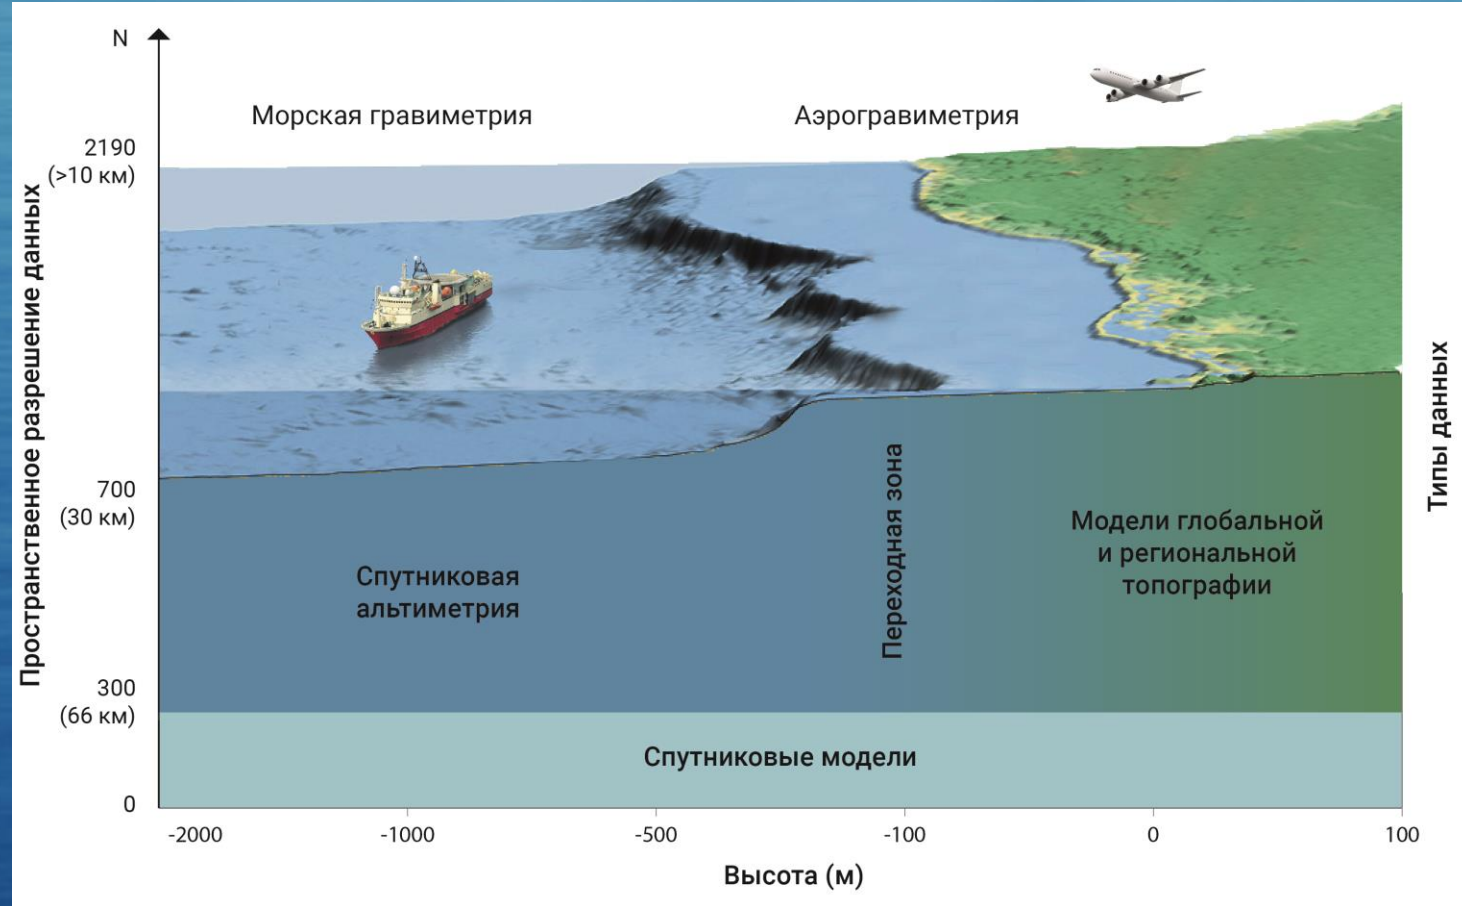 N
Морская гравиметрия
Аэрогравиметрия
2190
(>10 км)
Пространственное разрешение данных
700
(30 км)
Спутниковая
альтиметрия
Переходная зона
Модели глобальной
и региональной
топографии
Типы данных
300
(66 км)
Спутниковые модели
0
-2000
-1000
-500
-100
0
100
Высота (м)